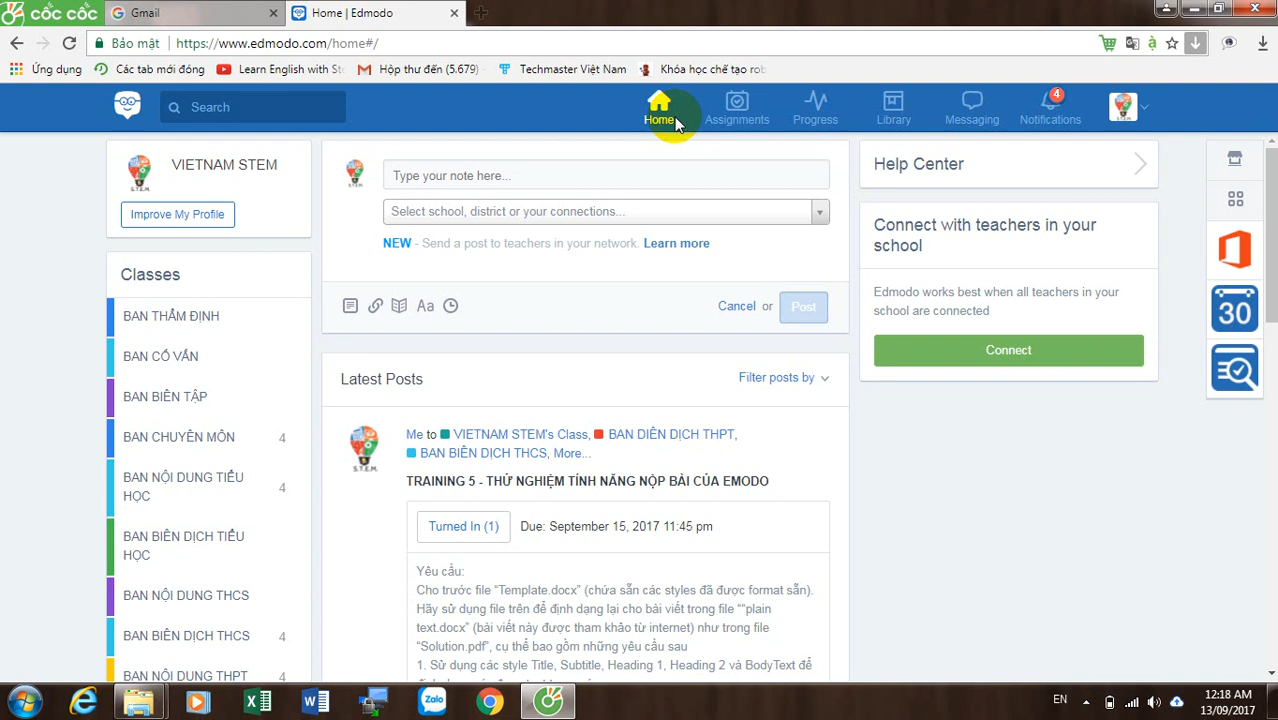 cốc cốc
Gmail
Home | Edmodo
Bảo mật
https://www.edmodo.com/home#/
Ứng dụng
Các tab mới đóng
Learn English with Ste
Hộp thư đến (5.679)
Techmaster Việt Nam
Khóa học chế tạo rob
Search
Home
Assignments
Progress
Library
Messaging
4
Notifications
VIETNAM STEM
Improve My Profile
Classes
BAN THẨM ĐỊNH
BAN CỐ VẤN
BAN BIÊN TẬP
BAN CHUYÊN MÔN 4
BAN NỘI DUNG TIỂU
HỌC 4
BAN BIÊN DỊCH TIỂU
HỌC
BAN NỘI DUNG THCS
BAN BIÊN DỊCH THCS 4
BAN NỘI DUNG THPT
S.T.E.M.
Type your note here...
Select school, district or your connections...
NEW - Send a post to teachers in your network. Learn more
Aa
Cancel or Post
Latest Posts
Filter posts by
S.T.E.M.
Me to VIETNAM STEM's Class, BAN DIÊN DỊCH THPT,
BAN BIÊN DỊCH THCS, More...
TRAINING 5 - THỬ NGHIỆM TÍNH NĂNG NỘP BÀI CỦA EMODO
Turned In (1) Due: September 15, 2017 11:45 pm
Yêu cầu:
Cho trước file “Template.docx” (chứa sẵn các styles đã được format sẵn).
Hãy sử dụng file trên để định dạng lại cho bài viết trong file ““plain
text.docx” (bài viết này được tham khảo từ internet) như trong file
“Solution.pdf”, cụ thể bao gồm những yêu cầu sau
1. Sử dụng các style Title, Subtitle, Heading 1, Heading 2 và BodyText để
Help Center
Connect with teachers in your
school
Edmodo works best when all teachers in your
school are connected
Connect
30
Zalo
EN
12:18 AM
13/09/2017